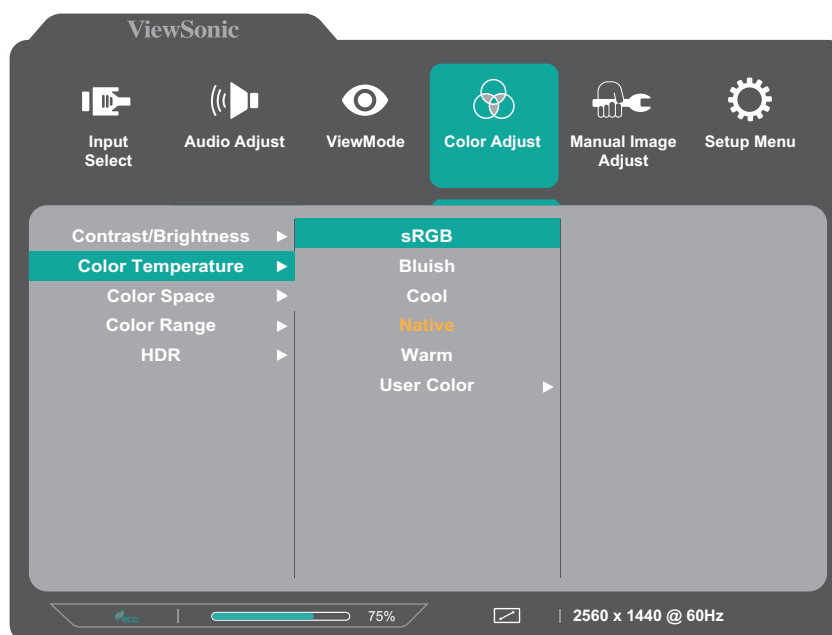 ViewSonic
Input
Select
Audio Adjust
ViewMode
Color Adjust
Manual Image
Adjust
Setup Menu
Contrast/Brightness
Color Temperature
Color Space
Color Range
HDR
sRGB
Bluish
Cool
Native
Warm
User Color
eco
75%
2560 x 1440 @ 60Hz